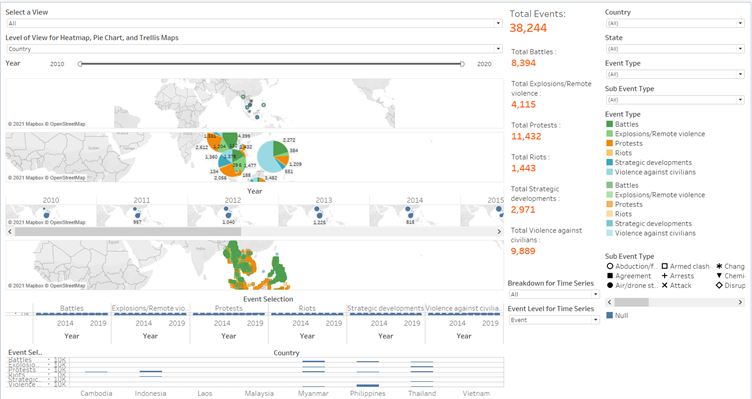 Select a View
All
Level of View for Heatmap, Pie Chart, and Trellis Maps
Country
Year 2010 2020
© 2021 Mapbox © OpenStreetMap
© 2021 Mapbox © OpenStreetMap
2,612
1,360
134
2,066
2,272
384
1,209
551
3,462
1,477
188
Year
2010 2011 2012 2013 2014 2015
957 1,040 1,225 816
© 2021 Mapbox © OpenStreetMap
© 2021 Mapbox © OpenStreetMap
Event Selection
Battles Explosions/Remote vio.. Protests Riots Strategic developments Violence against civilia..
2014 2019 2014 2019 2014 2019 2014 2019 2014 2019 2014 2019
Year Year Year Year Year Year
Event Sel.. Country
Battles 10K
Explosio.. 10K
Protests 10K
Riots 10K
Strategic.. 10K
Violence .. 10K
Cambodia Indonesia Laos Malaysia Myanmar Philippines Thailand Vietnam
Total Events:
38,244
Total Battles :
8,394
Total Explosions/Remote
violence :
4,115
Total Protests :
11,432
Total Riots :
1,443
Total Strategic
developments :
2,971
Total Violence against
civilians :
9,889
Breakdown for Time Series
All
Event Level for Time Series
Event
Country
(All)
State
(All)
Event Type
(All)
Sub Event Type
(All)
Event Type
Battles
Explosions/Remote violence
Protests
Riots
Strategic developments
Violence against civilians
Battles
Explosions/Remote violence
Protests
Riots
Strategic developments
Violence against civilians
Sub Event Type
Abduction/f.. Armed clash Chang
Agreement Arrests Chemi
Air/drone st.. Attack Disrup
Null